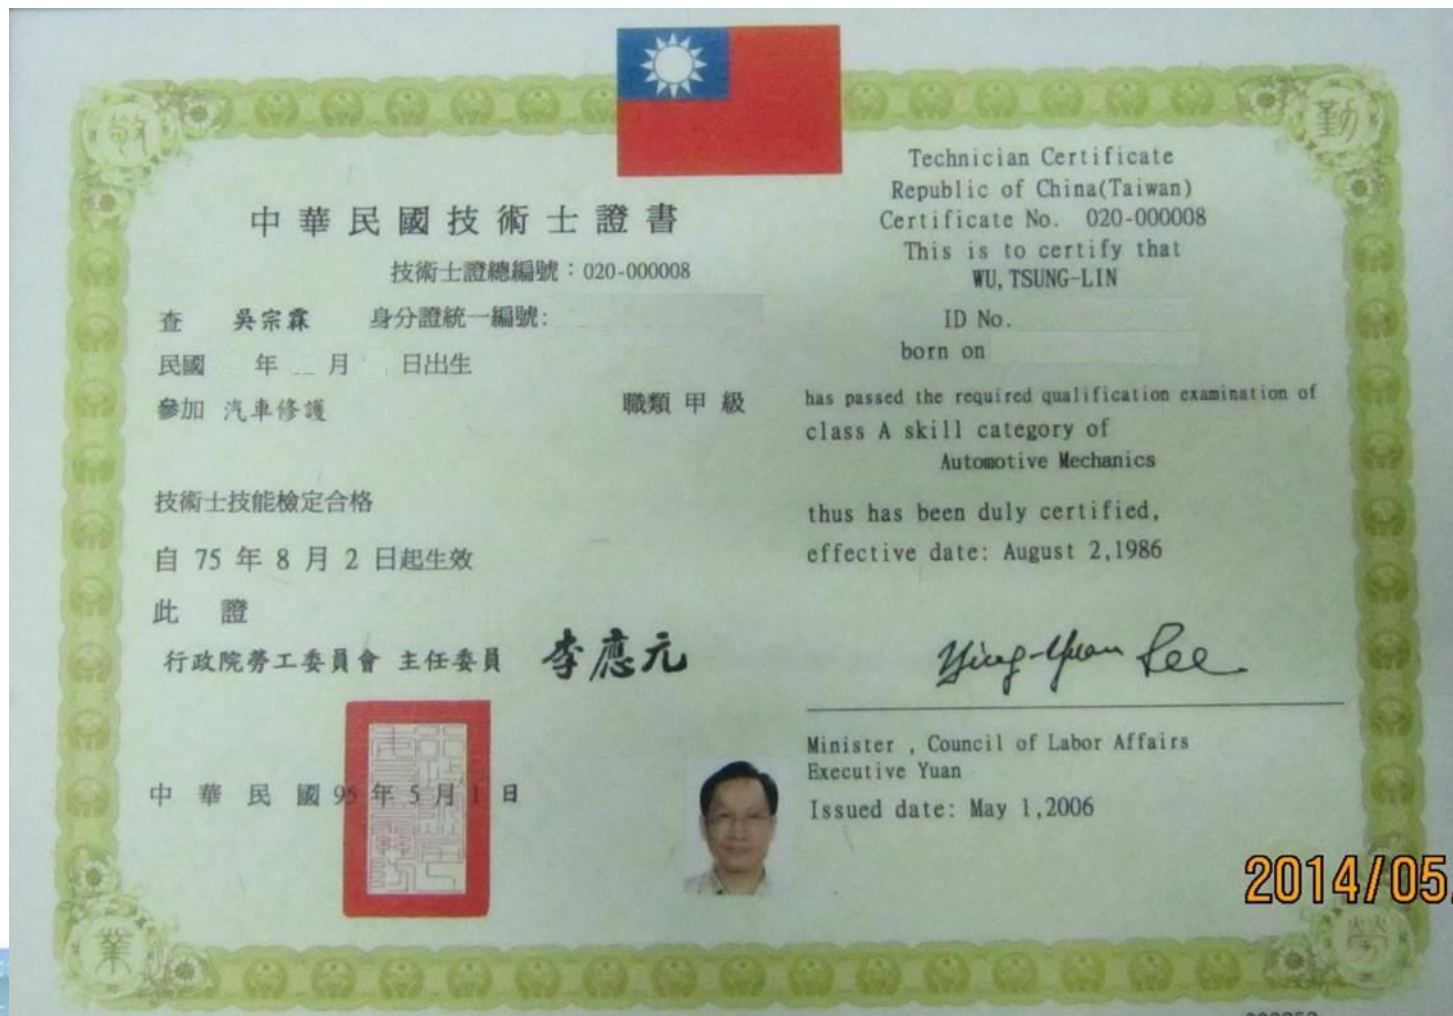 敬
勤
中華民國技術士證書
技術士證總編號：020-000008
查 吳宗霖 身分證統一編號:
民國 年 月 日出生
參加 汽車修護 職類 甲 級
技術士技能檢定合格
自 75 年 8 月 2 日起生效
此 證
行政院勞工委員會 主任委員 李應元
中 華 民 國 95 年 5 月 1 日
Technician Certificate
Republic of China(Taiwan)
Certificate No. 020-000008
This is to certify that
WU,TSUNG-LIN
ID No.
born on
has passed the required qualification examination of
class A skill category of
Automotive Mechanics
thus has been duly certified,
effective date: August 2,1986
Ying-Yuan Lee
Minister , Council of Labor Affairs
Executive Yuan
Issued date: May 1,2006
2014/05
業
勞